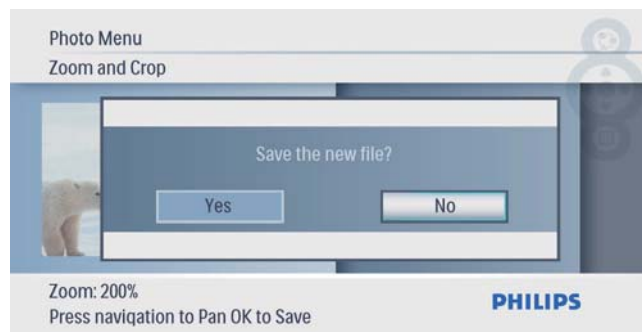 Photo Menu
Zoom and Crop
Save the new file?
Yes
No
Zoom: 200%
Press navigation to Pan OK to Save
PHILIPS